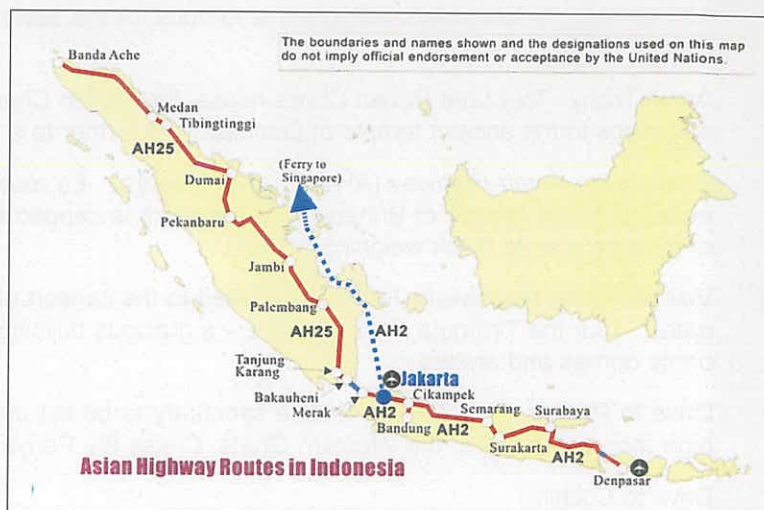 The boundaries and names shown and the designations used on this map
do not imply official endorsement or acceptance by the United Nations.
Banda Ache
Medan
Tibingtinggi
AH25
Dumai
(Ferry to
Singapore)
Pekanbaru
Jambi
Palembang
AH25
AH2
Tanjung
Karang
Jakarta
Bakauheni
Cikampek
Merak
AH2
Semarang
Surabaya
Bandung
AH2
Surakarta
AH2
Asian Highway Routes in Indonesia
Denpasar